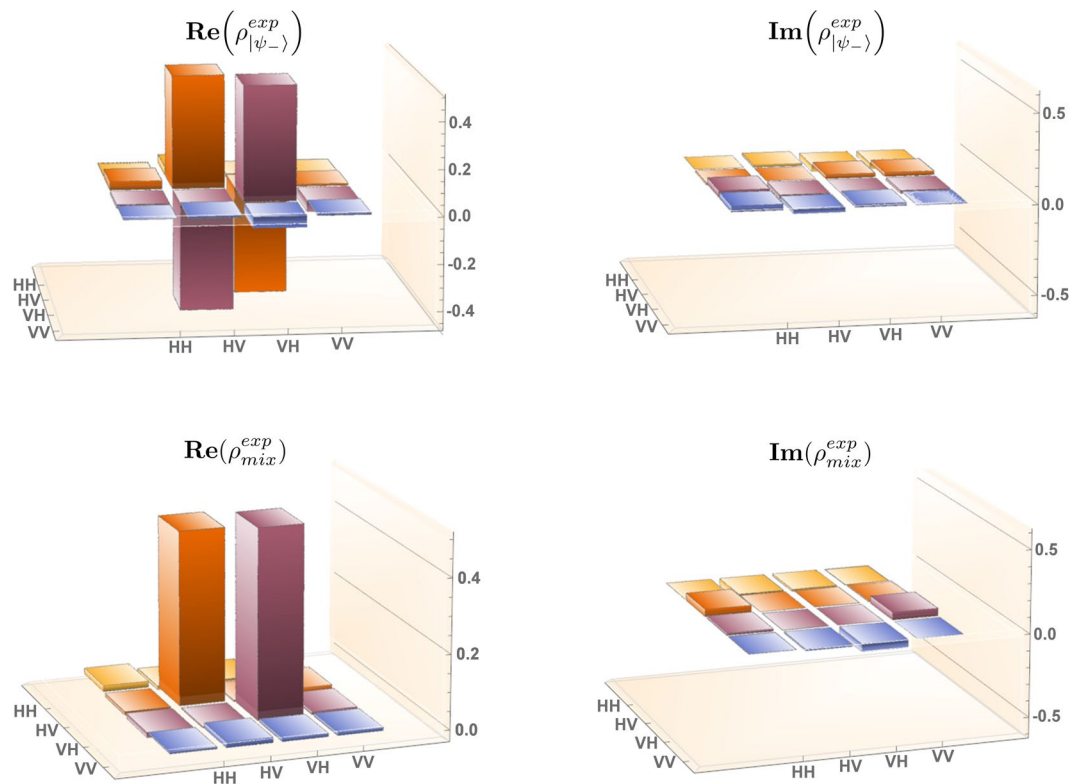 Re(ρ^{exp}_{|ψ_-⟩})
0.4
0.2
0.0
-0.2
-0.4
HH
HV
VH
VV
HH HV VH VV
Im(ρ^{exp}_{|ψ_-⟩})
0.5
0.0
-0.5
HH
HV
VH
VV
HH HV VH VV
Re(ρ^{exp}_{mix})
0.4
0.2
0.0
HH
HV
VH
VV
HH HV VH VV
Im(ρ^{exp}_{mix})
0.5
0.0
-0.5
HH
HV
VH
VV
HH HV VH VV